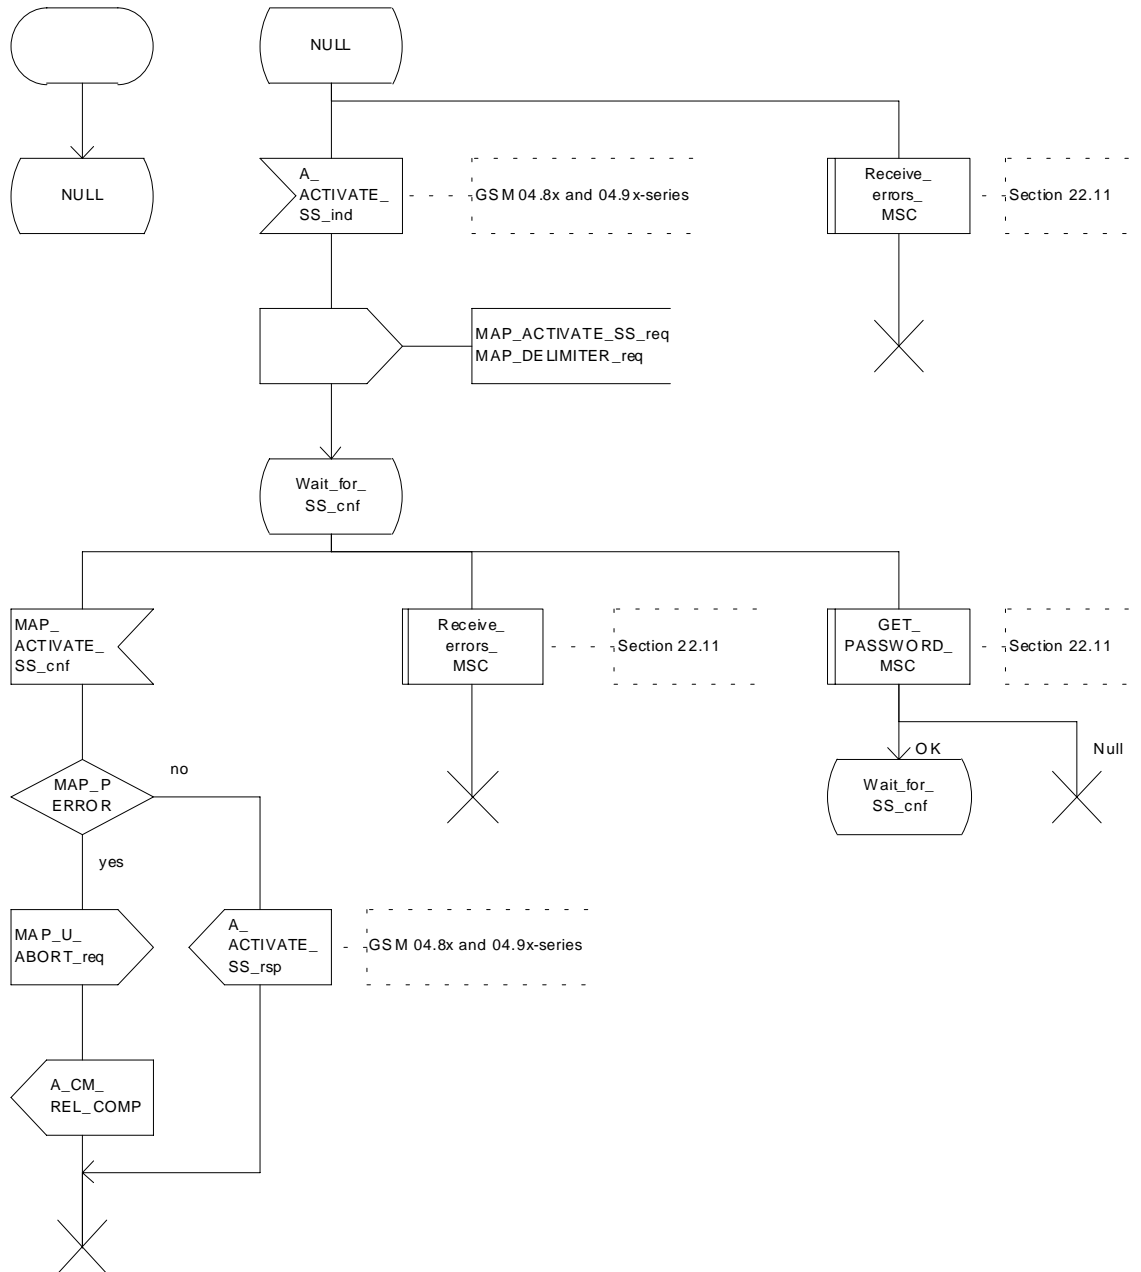 NULL
NULL
A_
ACTIVATE_
SS_ind
GSM 04.8x and 04.9x-series
Receive_
errors_
MSC
Section 22.11
MAP_ACTIVATE_SS_req
MAP_DELIMITER_req
Wait_for_
SS_cnf
MAP_
ACTIVATE_
SS_cnf
Receive_
errors_
MSC
Section 22.11
GET_
PASSWORD_
MSC
Section 22.11
OK
Null
Wait_for_
SS_cnf
no
MAP_P
ERROR
yes
MAP_U_
ABORT_req
A_
ACTIVATE_
SS_rsp
GSM 04.8x and 04.9x-series
A_CM_
REL_COMP